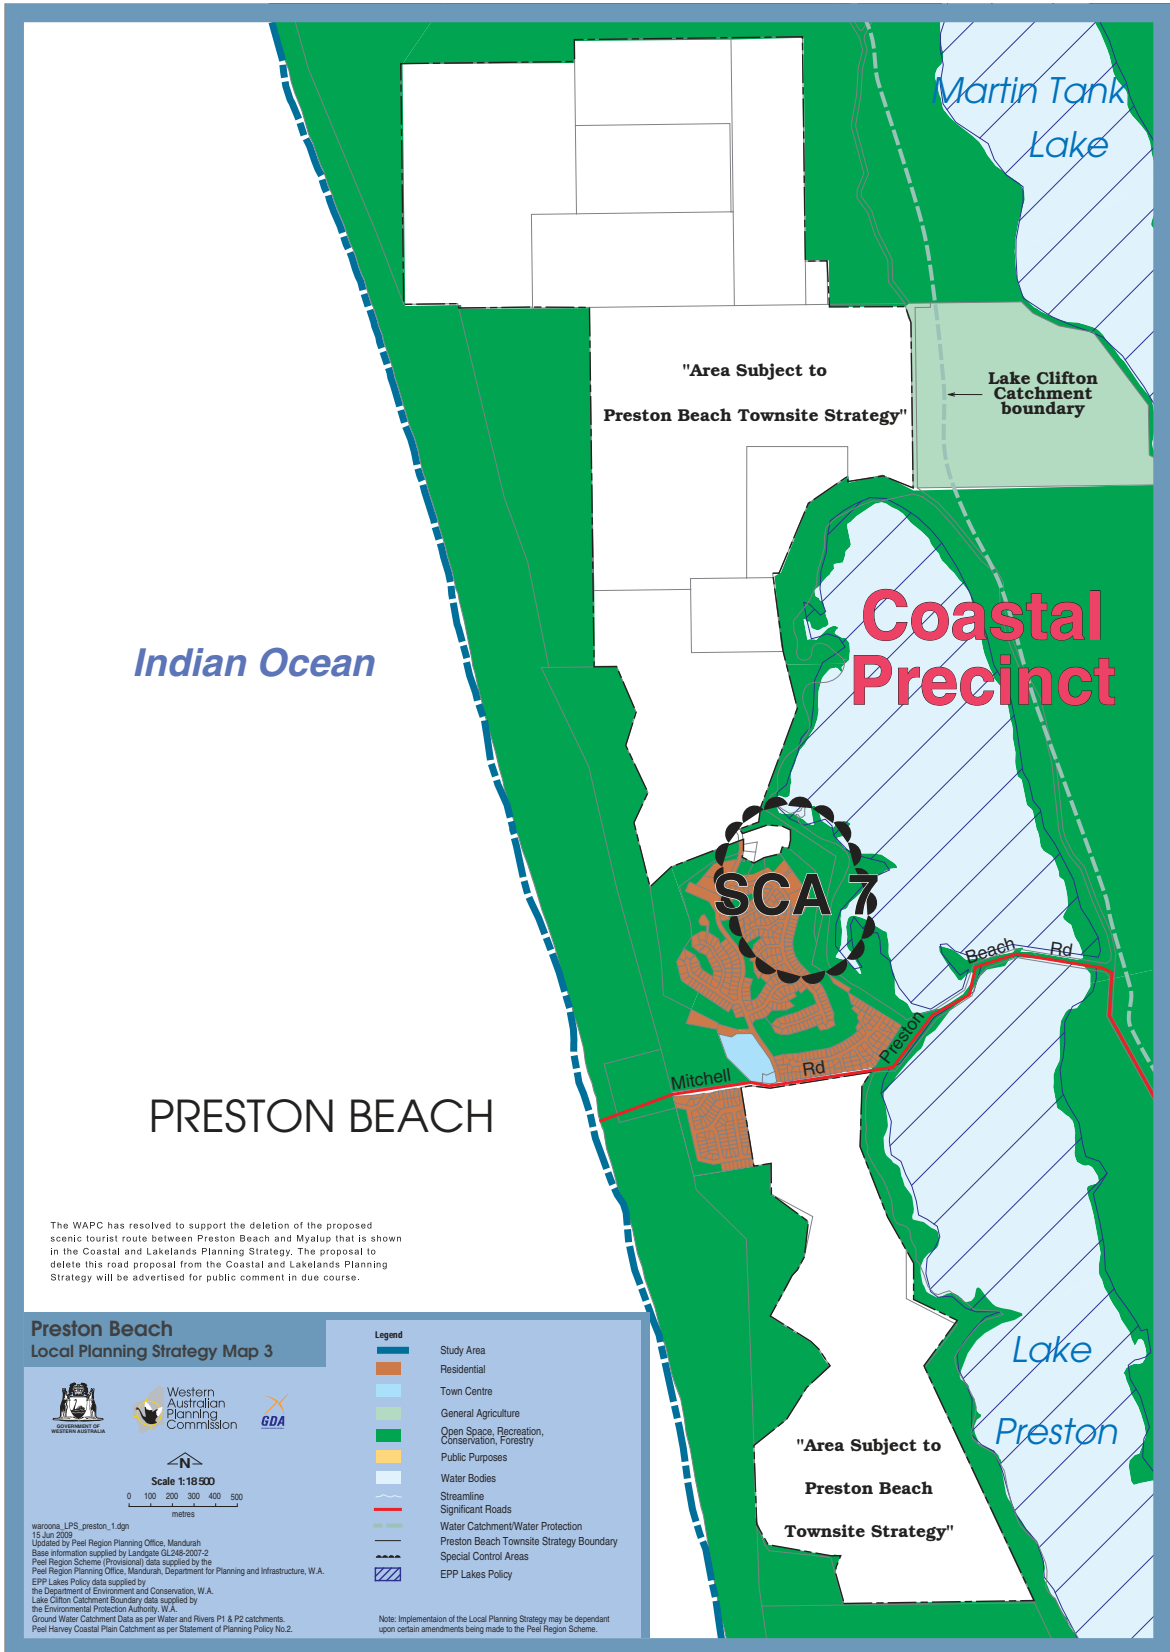 Martin Tank
Lake
"Area Subject to
Preston Beach Townsite Strategy"
Lake Clifton
Catchment
boundary
Coastal
Precinct
Indian Ocean
SCA 7
Beach Rd
Preston
Mitchell Rd
PRESTON BEACH
The WAPC has resolved to support the deletion of the proposed
scenic tourist route between Preston Beach and Myalup that is shown
in the Coastal and Lakelands Planning Strategy. The proposal to
delete this road proposal from the Coastal and Lakelands Planning
Strategy will be advertised for public comment in due course.
Lake
Preston
"Area Subject to
Preston Beach
Townsite Strategy"
Preston Beach
Local Planning Strategy Map 3
GOVERNMENT OF
WESTERN AUSTRALIA
Western
Australian
Planning
Commission
GDA
N
Scale 1:18500
0 100 200 300 400 500
metres
waroona_LPS_preston_1.dgn
15 Jun 2009
Updated by Peel Region Planning Office, Mandurah
Base information supplied by Landgate GL248-2007-2
Peel Region Scheme (Provisional) data supplied by the
Peel Region Planning Office, Mandurah, Department for Planning and Infrastructure, W.A.
EPP Lakes Policy data supplied by
the Department of Environment and Conservation, W.A.
Lake Clifton Catchment Boundary data supplied by
the Environmental Protection Authority. W.A.
Ground Water Catchment Data as per Water and Rivers P1 & P2 catchments.
Peel Harvey Coastal Plain Catchment as per Statement of Planning Policy No.2.
Legend
Study Area
Residential
Town Centre
General Agriculture
Open Space, Recreation,
Conservation, Forestry
Public Purposes
Water Bodies
Streamline
Significant Roads
Water Catchment/Water Protection
Preston Beach Townsite Strategy Boundary
Special Control Areas
EPP Lakes Policy
Note: Implementaion of the Local Planning Strategy may be dependant
upon certain amendments being made to the Peel Region Scheme.